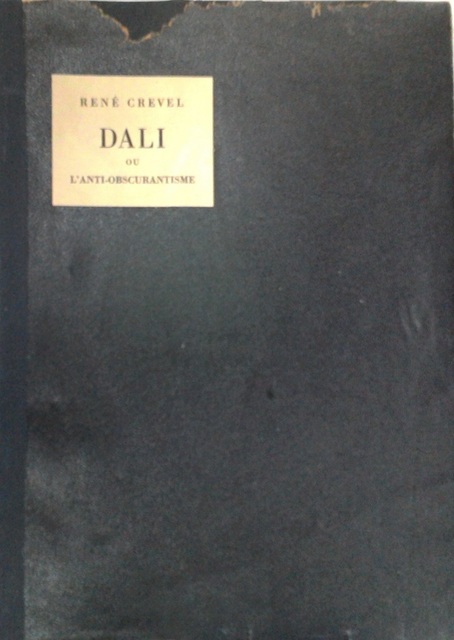 RENÉ CREVEL
DALI
OU
L'ANTI-OBSCURANTISME